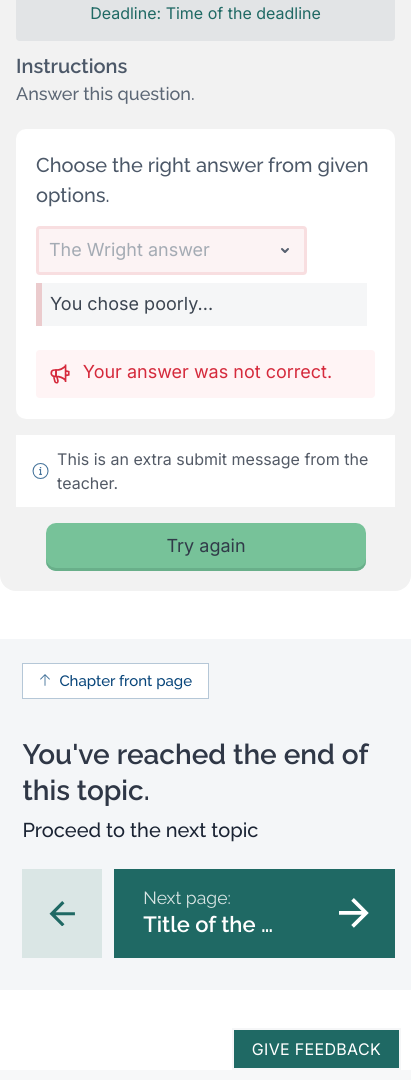 Deadline: Time of the deadline
Instructions
Answer this question.
Choose the right answer from given
options.
The Wright answer
You chose poorly...
Your answer was not correct.
This is an extra submit message from the
teacher.
Try again
Chapter front page
You've reached the end of
this topic.
Proceed to the next topic
Next page:
Title of the ...
GIVE FEEDBACK